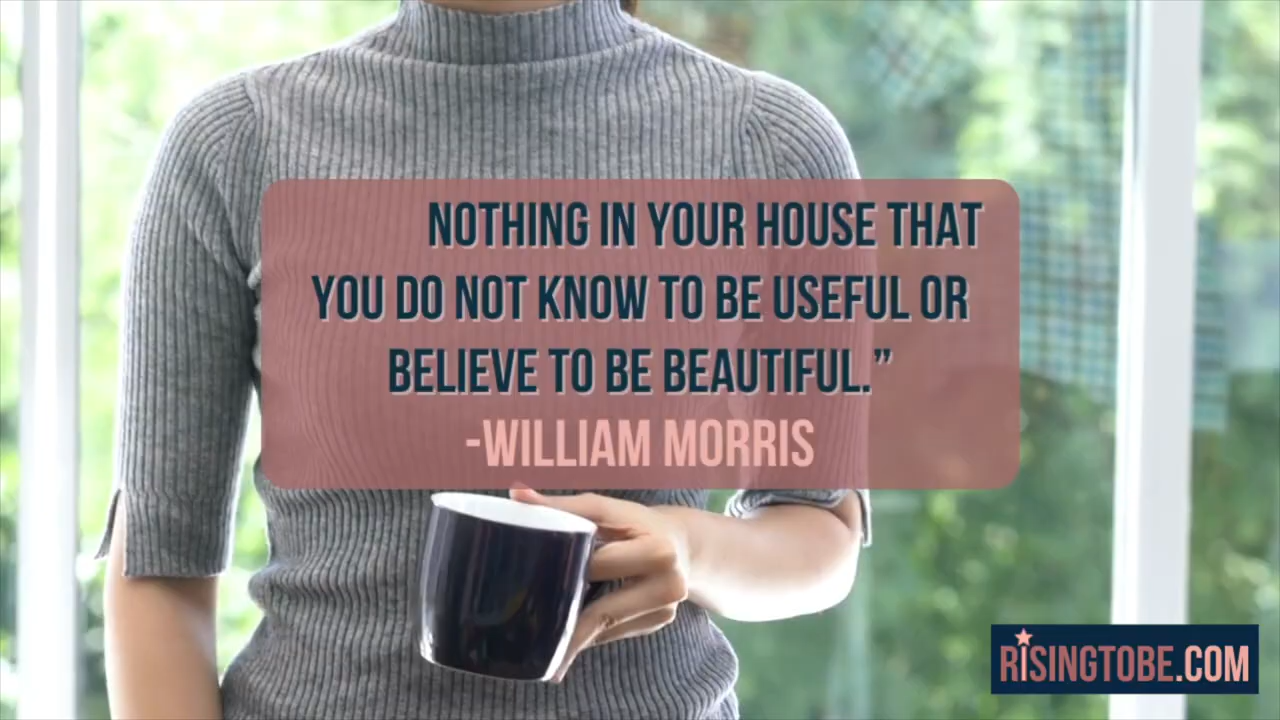 NOTHING IN YOUR HOUSE THAT
YOU DO NOT KNOW TO BE USEFUL OR
BELIEVE TO BE BEAUTIFUL.”
-WILLIAM MORRIS
RISINGTOBE.COM